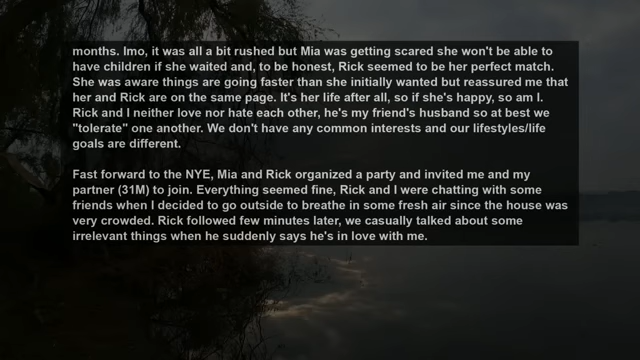 months. Imo, it was all a bit rushed but Mia was getting scared she won't be able to
have children if she waited and, to be honest, Rick seemed to be her perfect match.
She was aware things are going faster than she initially wanted but reassured me that
her and Rick are on the same page. It's her life after all, so if she's happy, so am I.
Rick and I neither love nor hate each other, he's my friend's husband so at best we
"tolerate" one another. We don't have any common interests and our lifestyles/life
goals are different.
Fast forward to the NYE, Mia and Rick organized a party and invited me and my
partner (31M) to join. Everything seemed fine, Rick and I were chatting with some
friends when I decided to go outside to breathe in some fresh air since the house was
very crowded. Rick followed few minutes later, we casually talked about some
irrelevant things when he suddenly says he's in love with me.